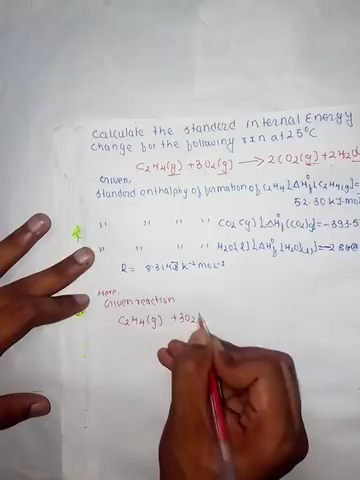 Calculate the standard internal Energy
change for the following rxn at 25°C
C2H4(g) + 3O2(g) → 2CO2(g) + 2H2O
Given,
Standard enthalphy of formation of C2H4 [ΔH°f (C2H4(g)] =
52.30 kJ mol
" " " " CO2(g) [ΔH°f (CO2)g] = -393.5
" " " " H2O(l) [ΔH°f [H2O(l)] = -286
R = 8.314 J K⁻¹ mol⁻¹
Here,
Given reaction
C2H4(g) + 3O2